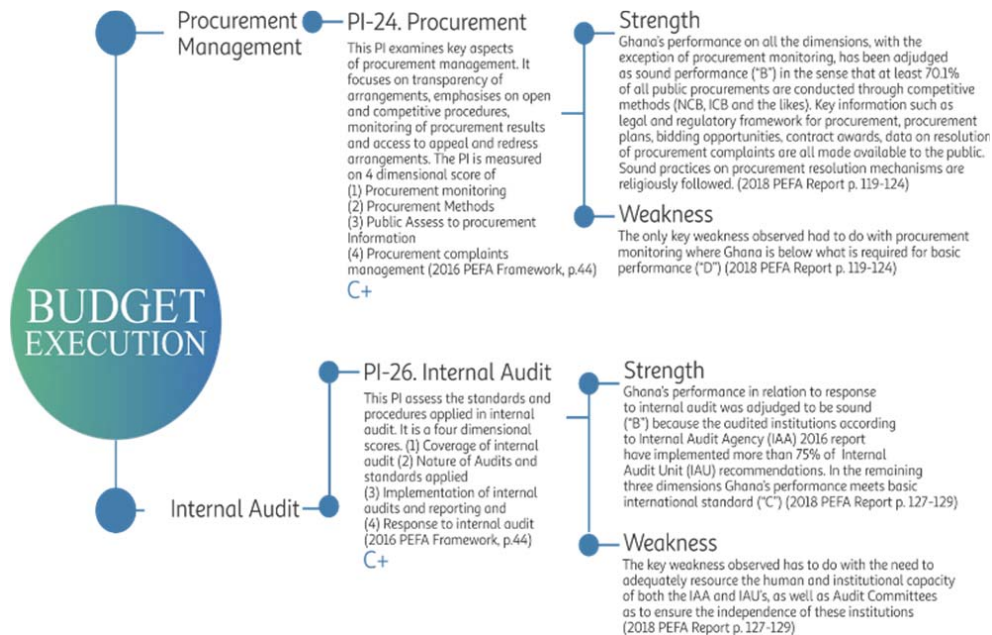 BUDGET
EXECUTION
Procurement
Management
PI-24. Procurement
This PI examines key aspects
of procurement management. It
focuses on transparency of
arrangements, emphasises on open
and competitive procedures,
monitoring of procurement results
and access to appeal and redress
arrangements. The PI is measured
on 4 dimensional score of
(1) Procurement monitoring
(2) Procurement Methods
(3) Public Assess to procurement
Information
(4) Procurement complaints
management (2016 PEFA Framework, p.44)
C+
Strength
Ghana's performance on all the dimensions, with the
exception of procurement monitoring, has been adjudged
as sound performance ("B") in the sense that at least 70.1%
of all public procurements are conducted through competitive
methods (NCB, ICB and the likes). Key information such as
legal and regulatory framework for procurement, procurement
plans, bidding opportunities, contract awards, data on resolution
of procurement complaints are all made available to the public.
Sound practices on procurement resolution mechanisms are
religiously followed. (2018 PEFA Report p. 119-124)
Weakness
The only key weakness observed had to do with procurement
monitoring where Ghana is below what is required for basic
performance ("D") (2018 PEFA Report p. 119-124)
Internal Audit
PI-26. Internal Audit
This PI assess the standards and
procedures applied in internal
audit. It is a four dimensional
scores. (1) Coverage of internal
audit (2) Nature of Audits and
standards applied
(3) Implementation of internal
audits and reporting and
(4) Response to internal audit
(2016 PEFA Framework, p.44)
C+
Strength
Ghana's performance in relation to response
to internal audit was adjudged to be sound
("B") because the audited institutions according
to Internal Audit Agency (IAA) 2016 report
have implemented more than 75% of Internal
Audit Unit (IAU) recommendations. In the remaining
three dimensions Ghana's performance meets basic
international standard ("C") (2018 PEFA Report p. 127-129)
Weakness
The key weakness observed has to do with the need to
adequately resource the human and institutional capacity
of both the IAA and IAU's, as well as Audit Committees
as to ensure the independence of these institutions
(2018 PEFA Report p. 127-129)